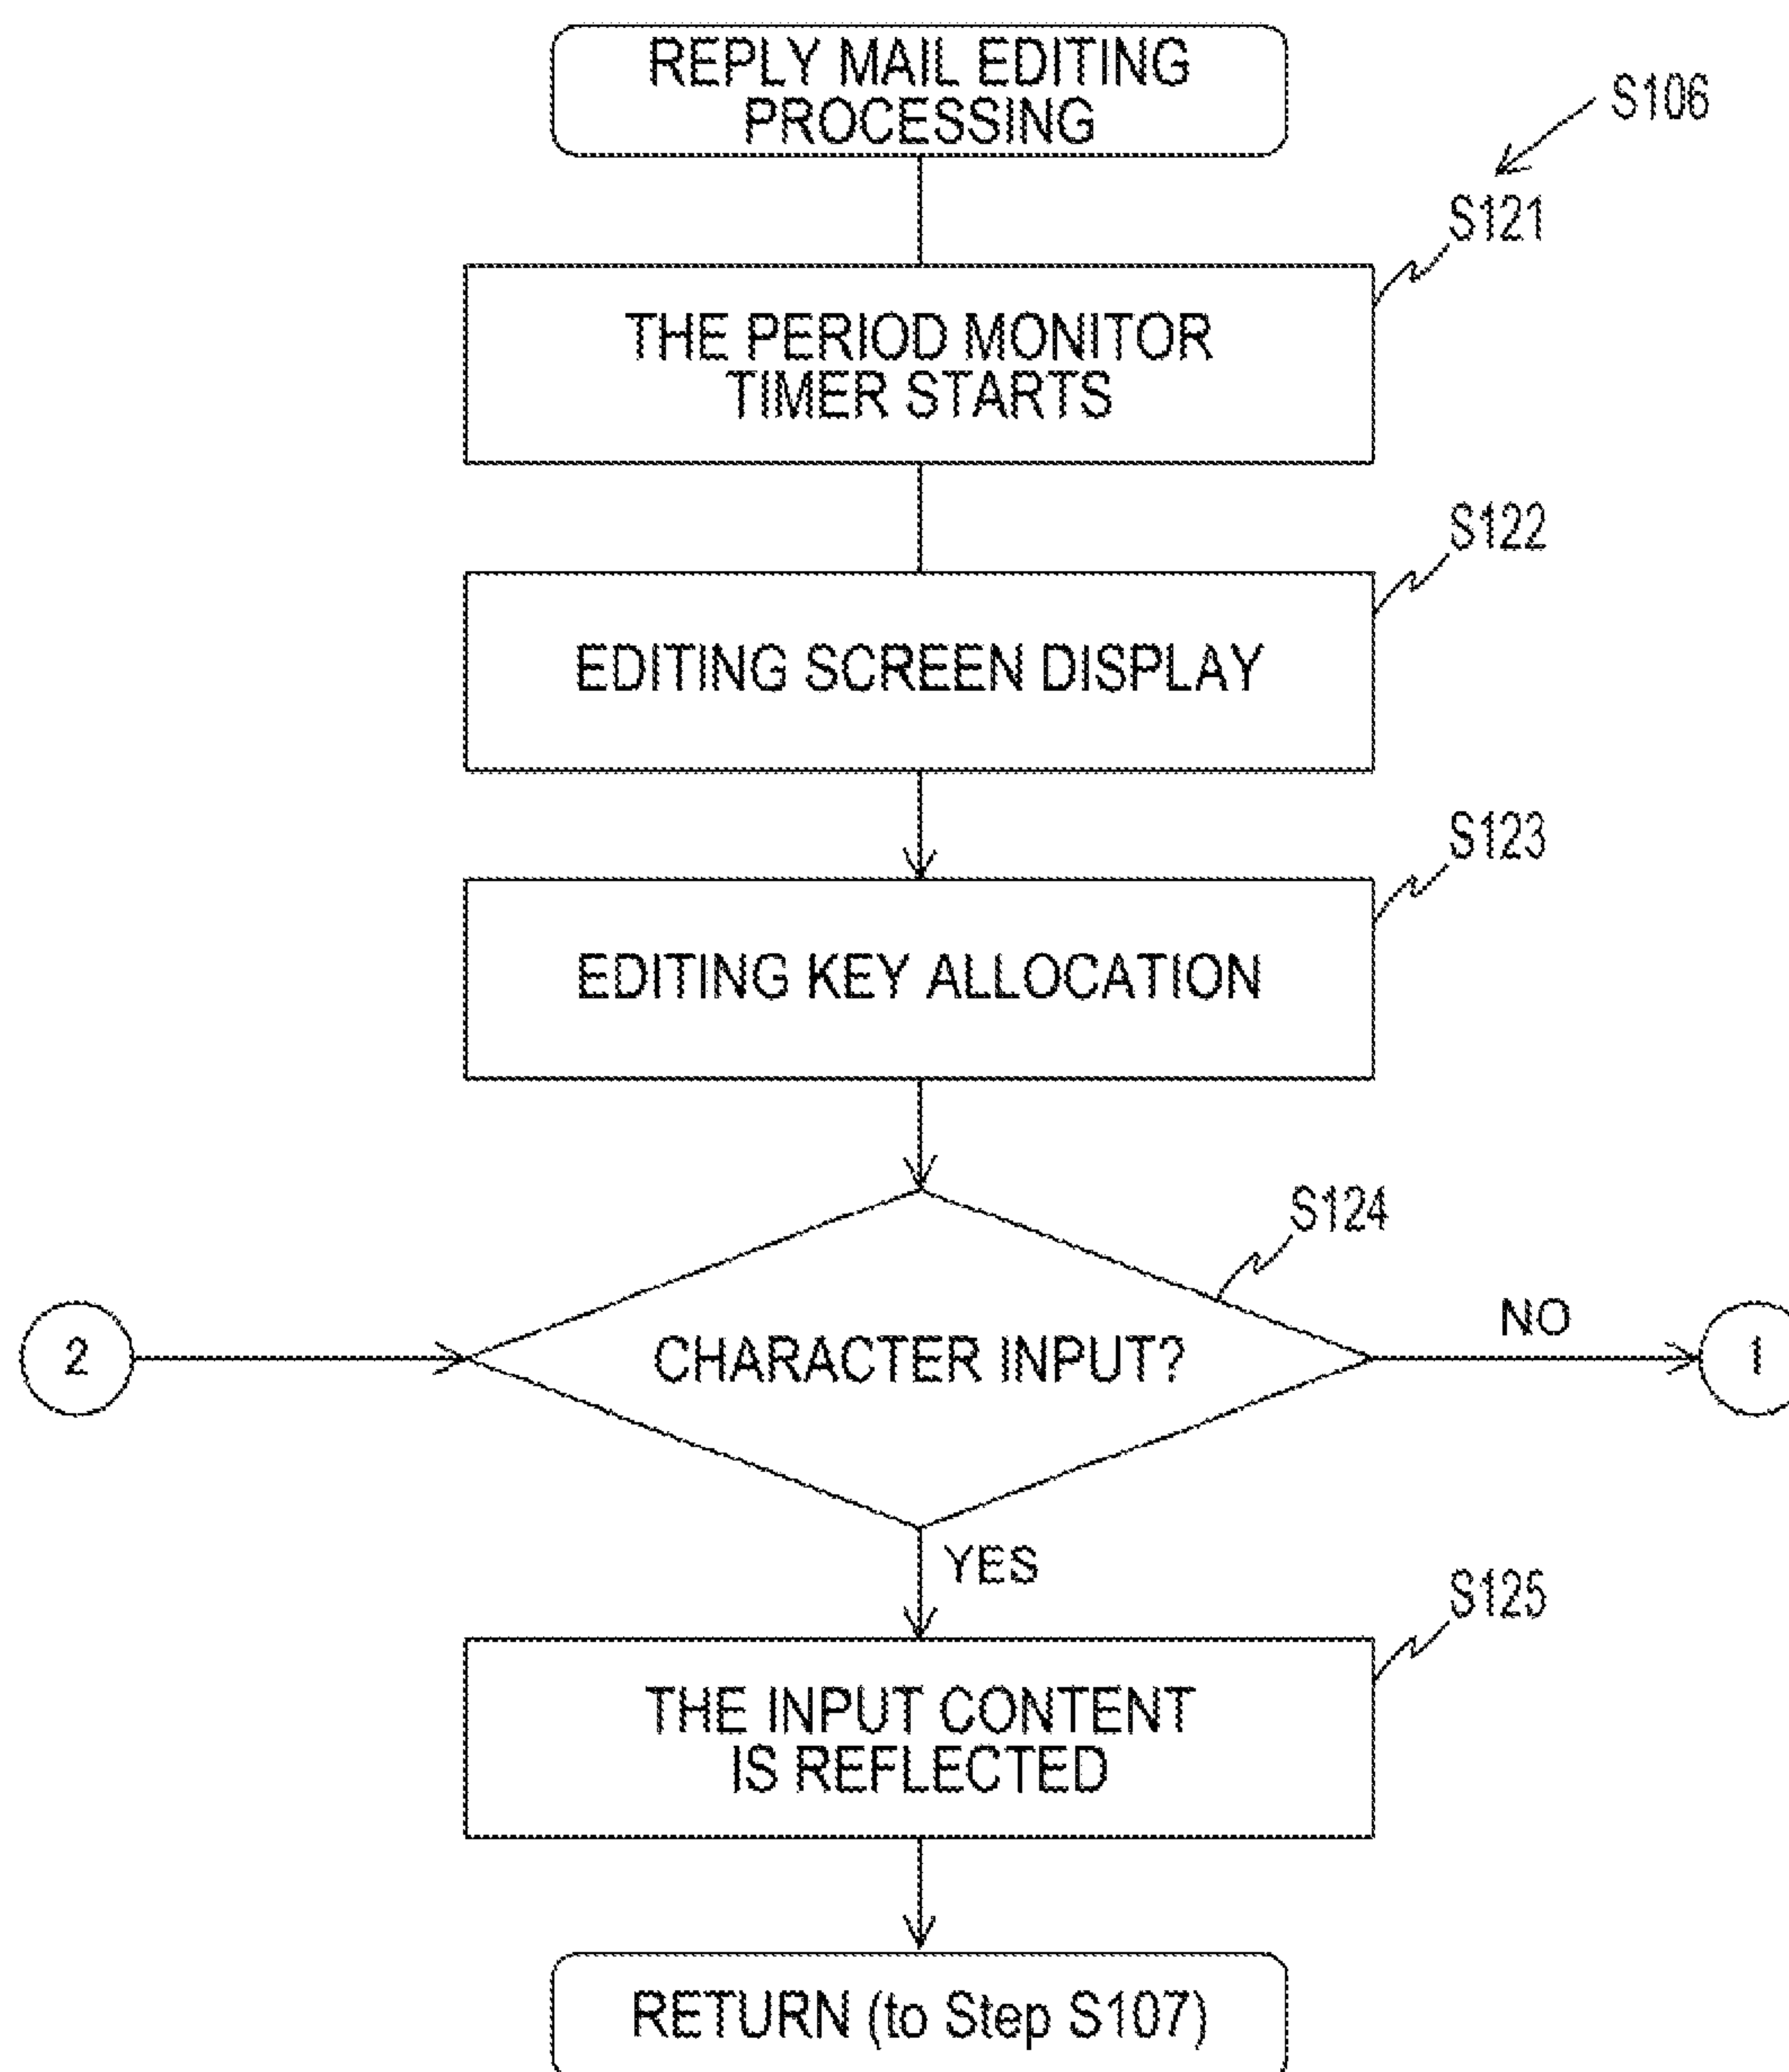 REPLY MAIL EDITING
PROCESSING
S106
S121
THE PERIOD MONITOR
TIMER STARTS
S122
EDITING SCREEN DISPLAY
S123
EDITING KEY ALLOCATION
S124
2
CHARACTER INPUT?
NO
1
YES
S125
THE INPUT CONTENT
IS REFLECTED
RETURN (to Step S107)